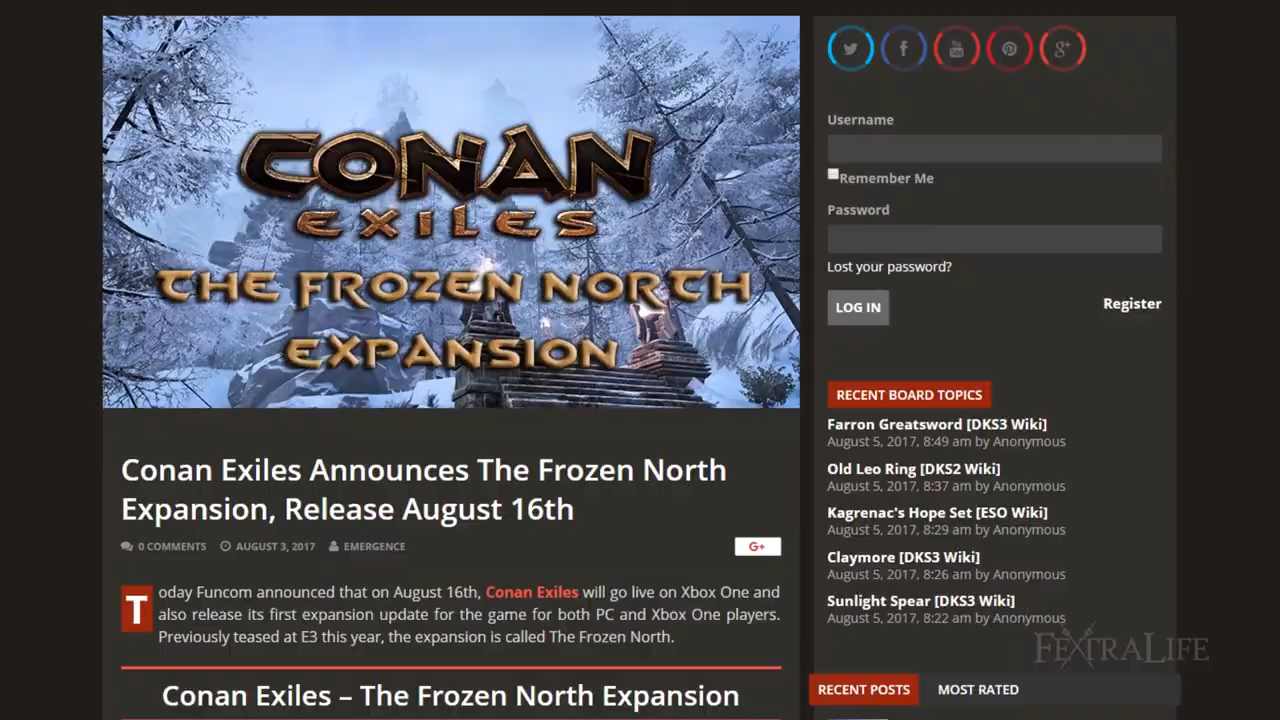 CONAN
EXILES
THE FROZEN NORTH
EXPANSION
Conan Exiles Announces The Frozen North
Expansion, Release August 16th
0 COMMENTS AUGUST 3, 2017 EMERGENCE
G+
Today Funcom announced that on August 16th, Conan Exiles will go live on Xbox One and
also release its first expansion update for the game for both PC and Xbox One players.
Previously teased at E3 this year, the expansion is called The Frozen North.
Conan Exiles – The Frozen North Expansion
f
You Tube
g+
Username
Remember Me
Password
Lost your password?
LOG IN
Register
RECENT BOARD TOPICS
Farron Greatsword [DKS3 Wiki]
August 5, 2017, 8:49 am by Anonymous
Old Leo Ring [DKS2 Wiki]
August 5, 2017, 8:37 am by Anonymous
Kagrenac's Hope Set [ESO Wiki]
August 5, 2017, 8:29 am by Anonymous
Claymore [DKS3 Wiki]
August 5, 2017, 8:26 am by Anonymous
Sunlight Spear [DKS3 Wiki]
August 5, 2017, 8:22 am by Anonymous
FEXTRALIFE
RECENT POSTS MOST RATED